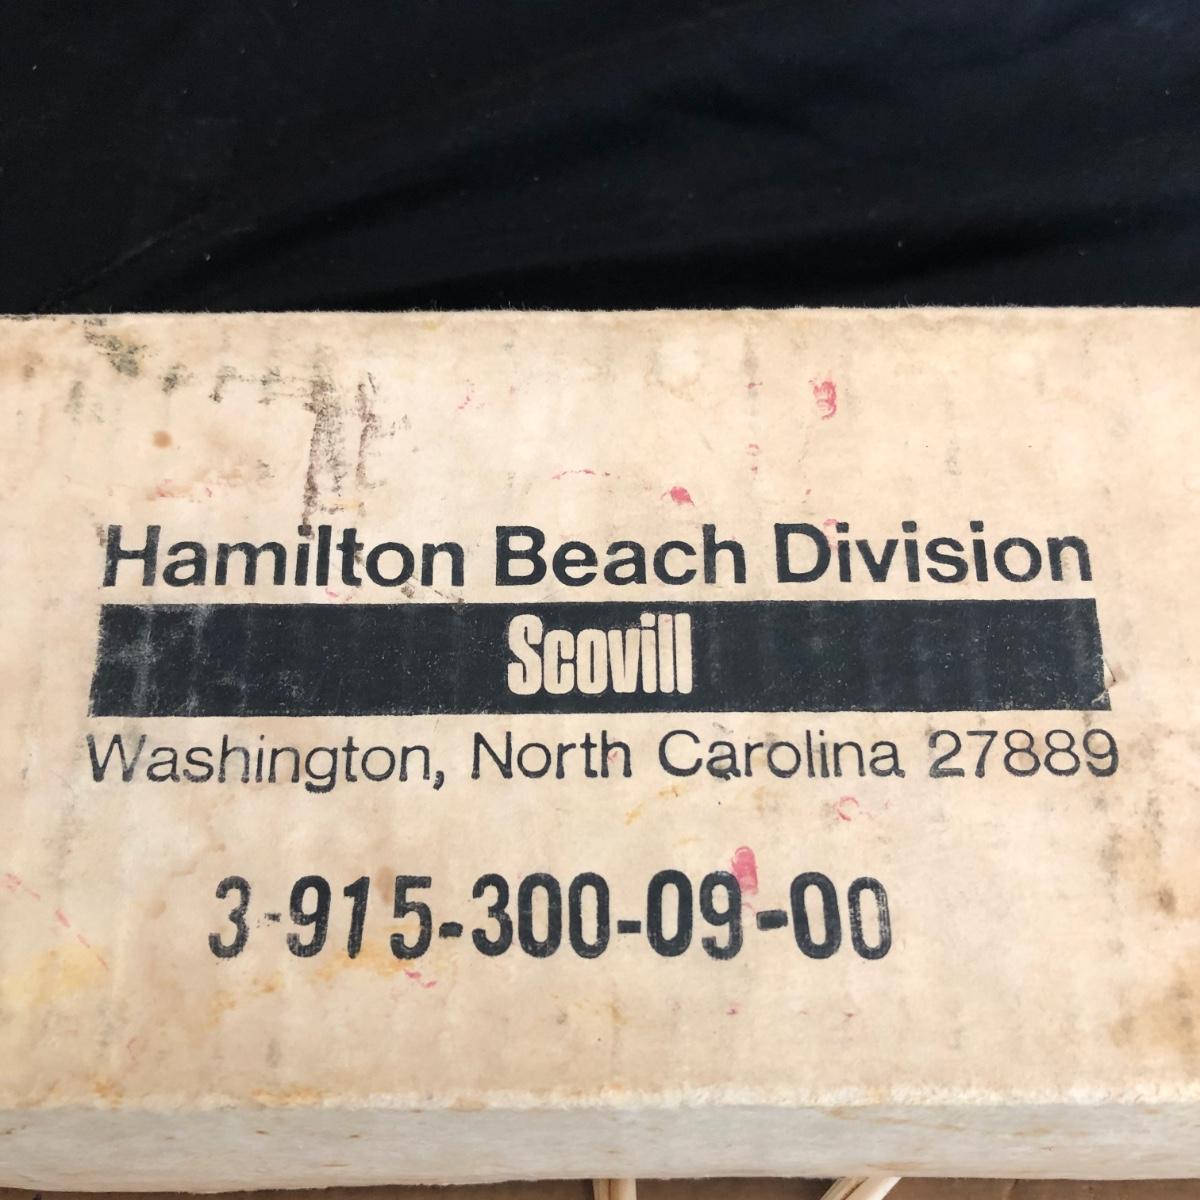 Hamilton Beach Division
Scovill
Washington, North Carolina 27889
3-915-300-09-00